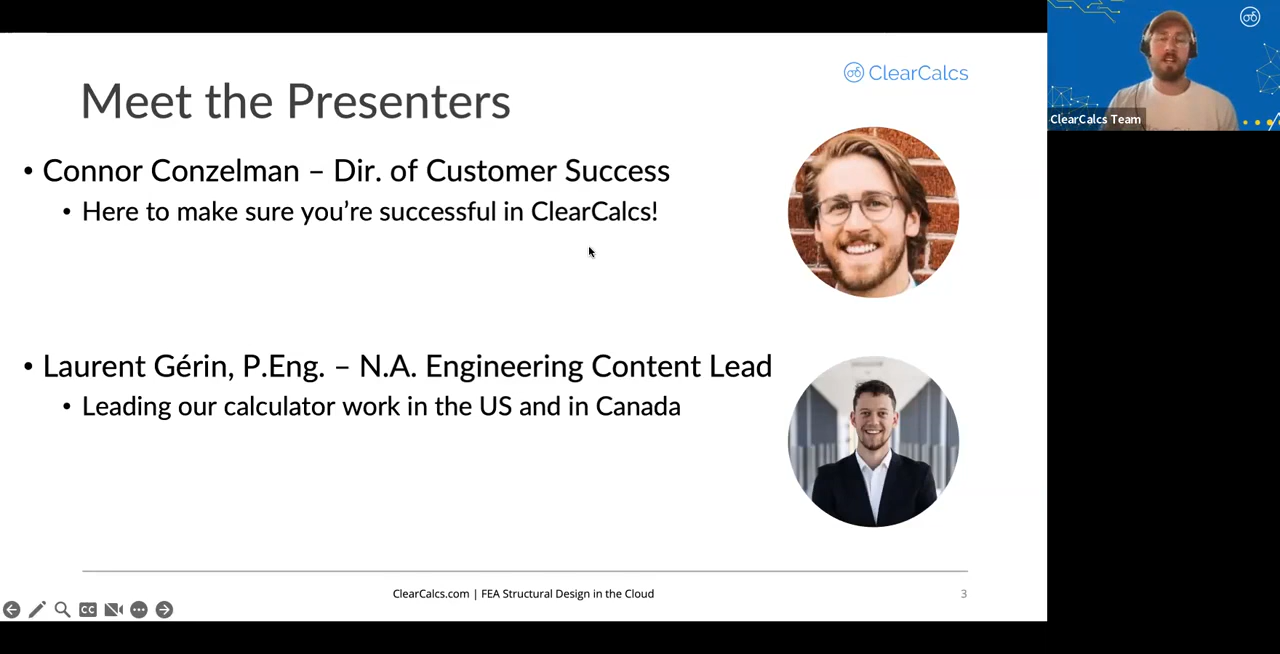 ClearCalcs
Meet the Presenters
• Connor Conzelman – Dir. of Customer Success
• Here to make sure you're successful in ClearCalcs!
• Laurent Gérin, P.Eng. – N.A. Engineering Content Lead
• Leading our calculator work in the US and in Canada
ClearCalcs.com | FEA Structural Design in the Cloud
3
CC
ClearCalcs Team